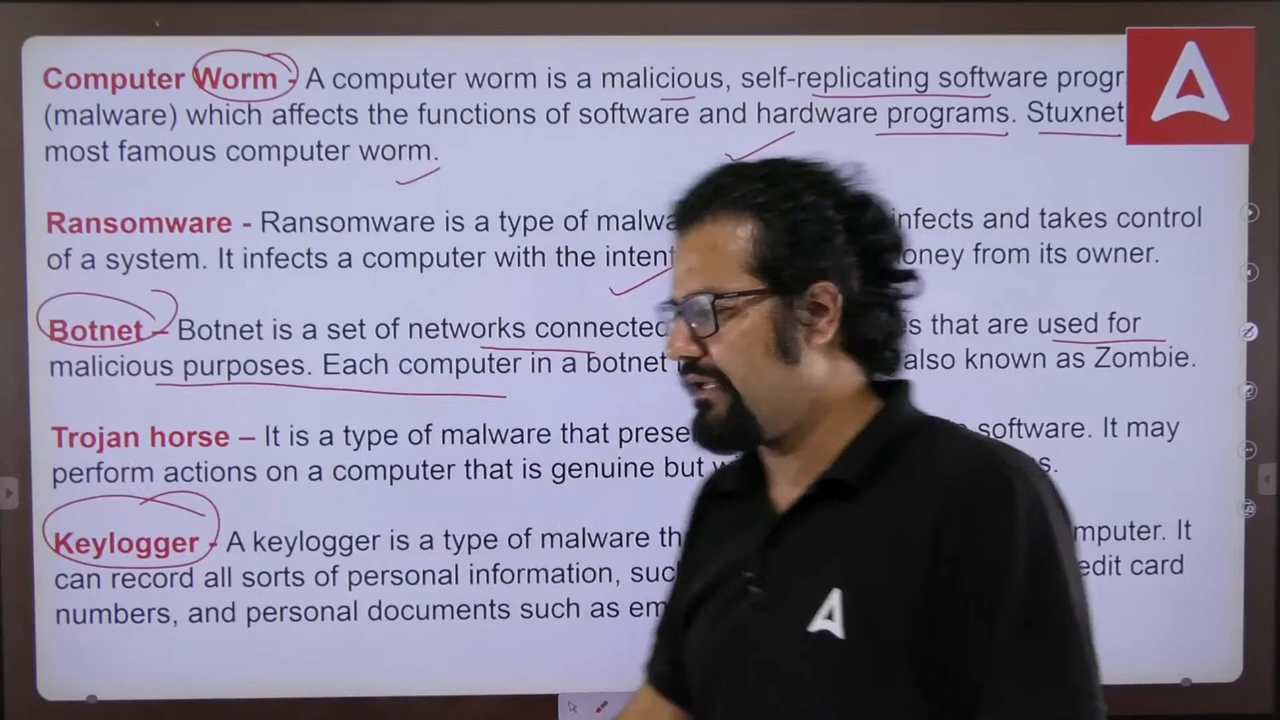 Computer Worm - A computer worm is a malicious, self-replicating software progr
(malware) which affects the functions of software and hardware programs. Stuxnet
most famous computer worm.
Ransomware - Ransomware is a type of malwa infects and takes control
of a system. It infects a computer with the intent oney from its owner.
Botnet – Botnet is a set of networks connected es that are used for
malicious purposes. Each computer in a botnet also known as Zombie.
Trojan horse – It is a type of malware that prese software. It may
perform actions on a computer that is genuine but w s.
Keylogger - A keylogger is a type of malware th mputer. It
can record all sorts of personal information, suc edit card
numbers, and personal documents such as em